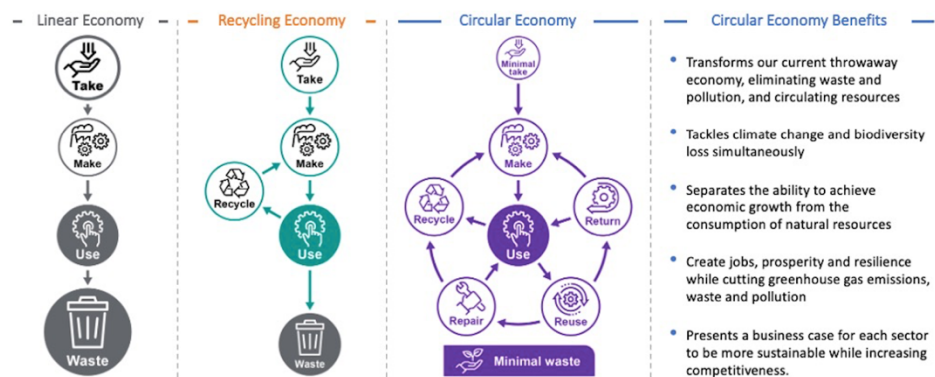 Linear Economy
Take
Make
Use
Waste
Recycling Economy
Take
Make
Recycle
Use
Waste
Circular Economy
Minimal
take
Make
Recycle
Return
Use
Repair
Reuse
Minimal waste
Circular Economy Benefits
• Transforms our current throwaway
economy, eliminating waste and
pollution, and circulating resources
• Tackles climate change and biodiversity
loss simultaneously
• Separates the ability to achieve
economic growth from the
consumption of natural resources
• Create jobs, prosperity and resilience
while cutting greenhouse gas emissions,
waste and pollution
• Presents a business case for each sector
to be more sustainable while increasing
competitiveness.